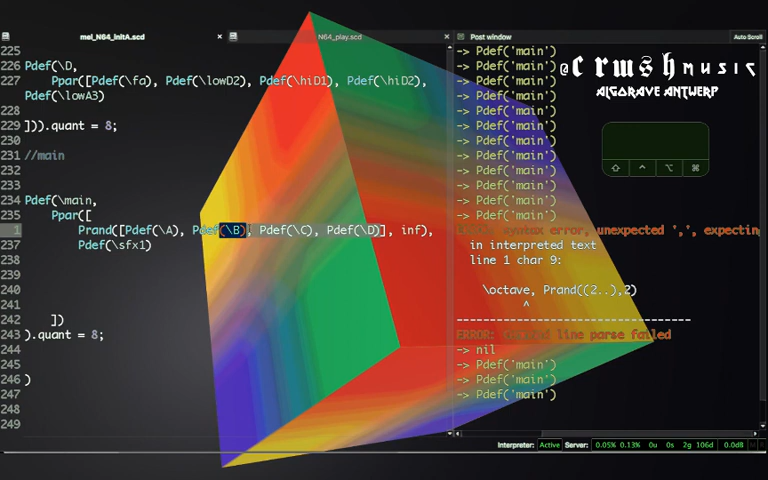 mel_N64_initA.scd
N64_play.scd
Post window
Auto Scroll
225
226 Pdef(\D,
227 Ppar([Pdef(\fa), Pdef(\lowD2), Pdef(\hiD1), Pdef(\hiD2),
Pdef(\lowA3)
228
229 ])).quant = 8;
230
231 //main
232
233
234 Pdef(\main,
235 Ppar([
1 Prand([Pdef(\A), Pdef(\B), Pdef(\C), Pdef(\D)], inf),
237 Pdef(\sfx1)
238
239
240
241
242 ])
243 ).quant = 8;
244
245
246 )
247
248
249
-> Pdef('main')
-> Pdef('main')
-> Pdef('main')
-> Pdef('main')
-> Pdef('main')
-> Pdef('main')
-> Pdef('main')
-> Pdef('main')
-> Pdef('main')
-> Pdef('main')
-> Pdef('main')
-> Pdef('main')
ERROR: syntax error, unexpected ',', expecting
in interpreted text
line 1 char 9:
\octave, Prand((2..),2)
^
-----------------------------------
ERROR: Command line parse failed
-> nil
-> Pdef('main')
-> Pdef('main')
-> Pdef('main')
@crwshmusic
ALGORAVE ANTWERP
Interpreter: Active Server: 0.05% 0.13% 0u 0s 2g 106d 0.0dB